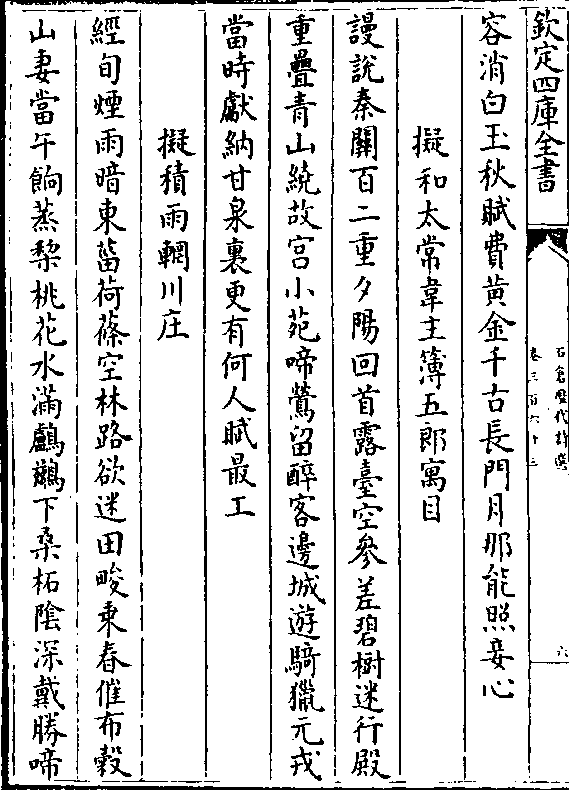 欽定四庫全書
石倉歷代詩選
卷三百六十三
六
容消白玉秋賦費黃金千古長門月那能照妾心
擬和太常韋主簿五郎寓目
謾說秦關百二重夕陽回首露臺空參差碧樹迷行殿
重疊青山繞故宮小苑啼鶯留醉客邊城遊騎獵元戎
當時獻納甘泉裏更有何人賦最工
擬積雨輞川庄
經旬煙雨暗東菑荷蓧空林路欲迷田畯東春催布穀
山妻當午餉蒸梨桃花水滿鸕鷀下桑柘陰深戴勝啼